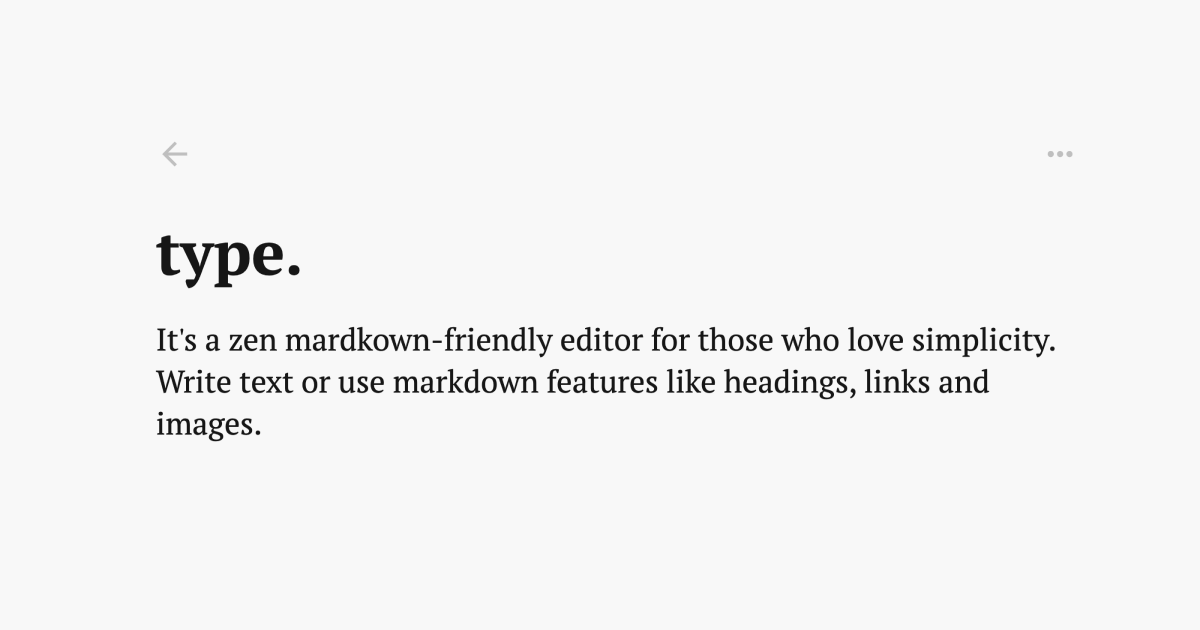 type.
It's a zen mardkown-friendly editor for those who love simplicity.
Write text or use markdown features like headings, links and
images.